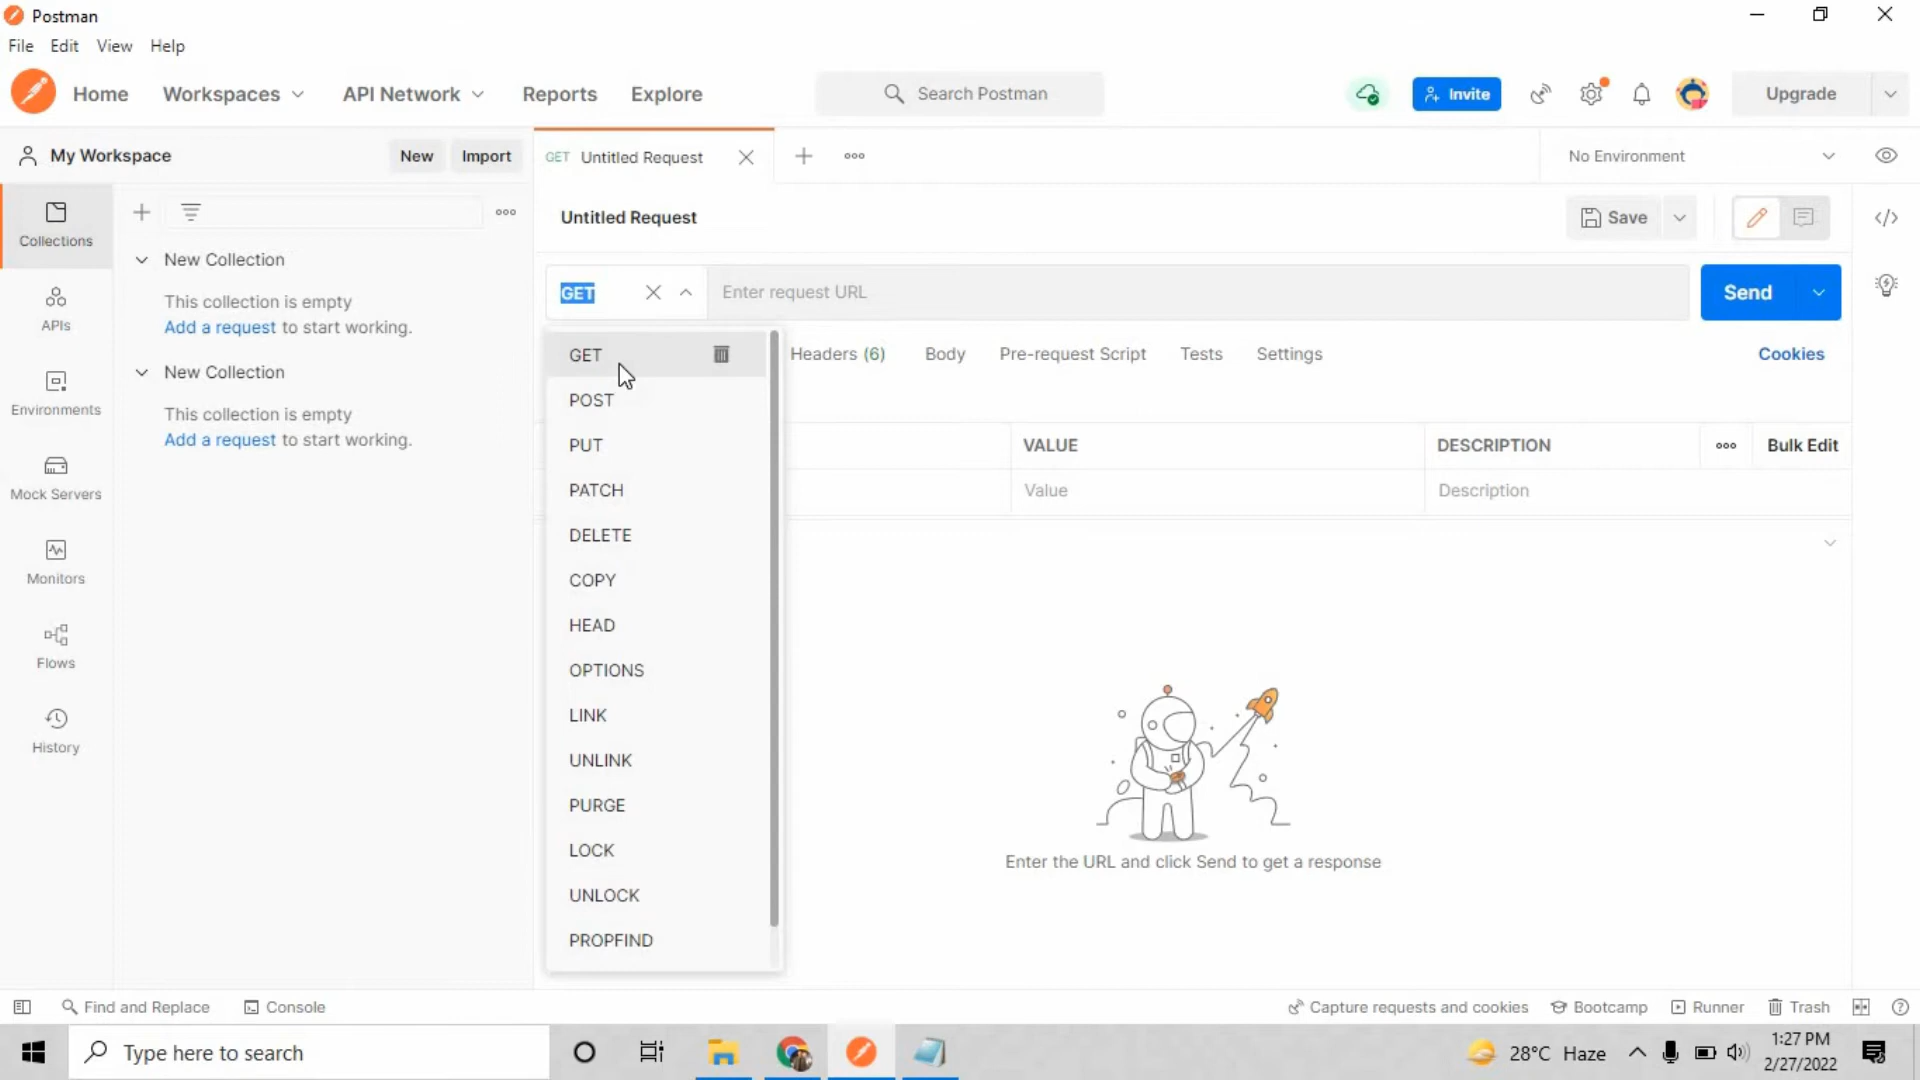 Postman
File Edit View Help
Home Workspaces API Network Reports Explore Search Postman Invite Upgrade
My Workspace New Import GET Untitled Request No Environment
Collections
Untitled Request Save
New Collection
This collection is empty
Add a request to start working.
New Collection
This collection is empty
Add a request to start working.
APIs
Environments
Mock Servers
Monitors
Flows
History
GET Enter request URL Send
GET
POST
PUT
PATCH
DELETE
COPY
HEAD
OPTIONS
LINK
UNLINK
PURGE
LOCK
UNLOCK
PROPFIND
Headers (6) Body Pre-request Script Tests Settings Cookies
VALUE DESCRIPTION Bulk Edit
Value Description
Enter the URL and click Send to get a response
Find and Replace Console Capture requests and cookies Bootcamp Runner Trash
Type here to search 28°C Haze 1:27 PM
2/27/2022